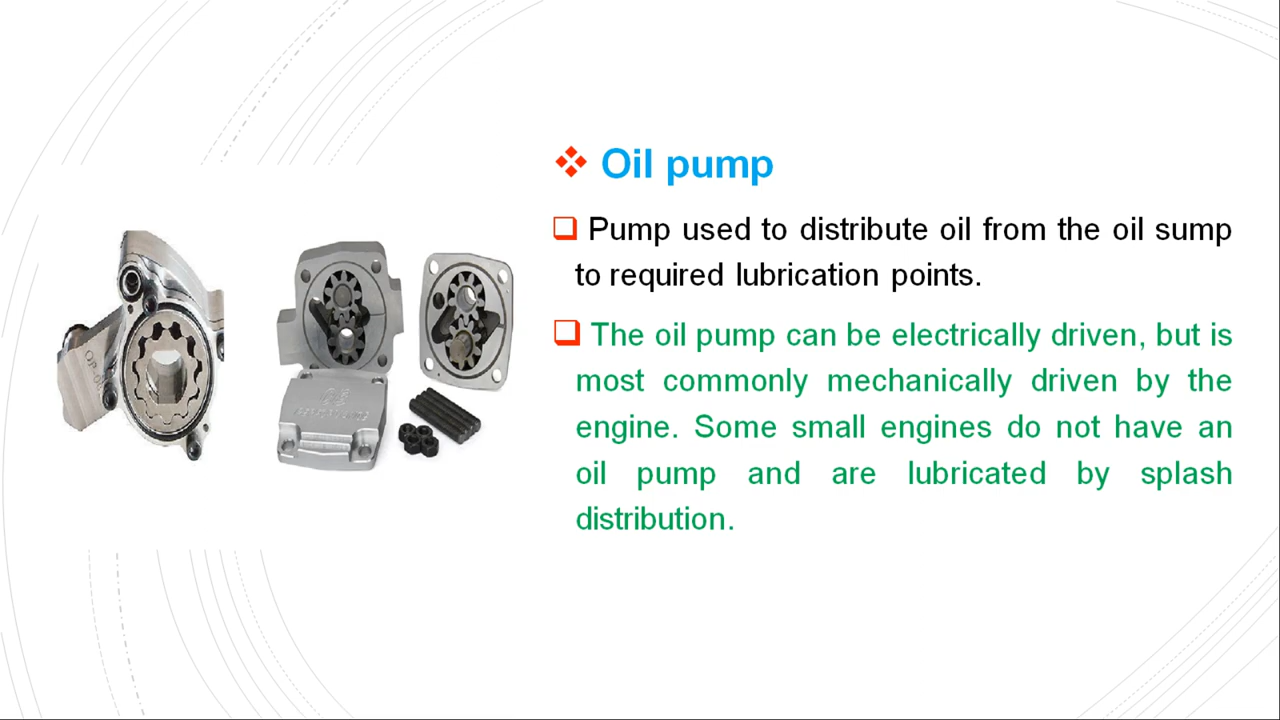 Oil pump
Pump used to distribute oil from the oil sump
to required lubrication points.
The oil pump can be electrically driven, but is
most commonly mechanically driven by the
engine. Some small engines do not have an
oil pump and are lubricated by splash
distribution.